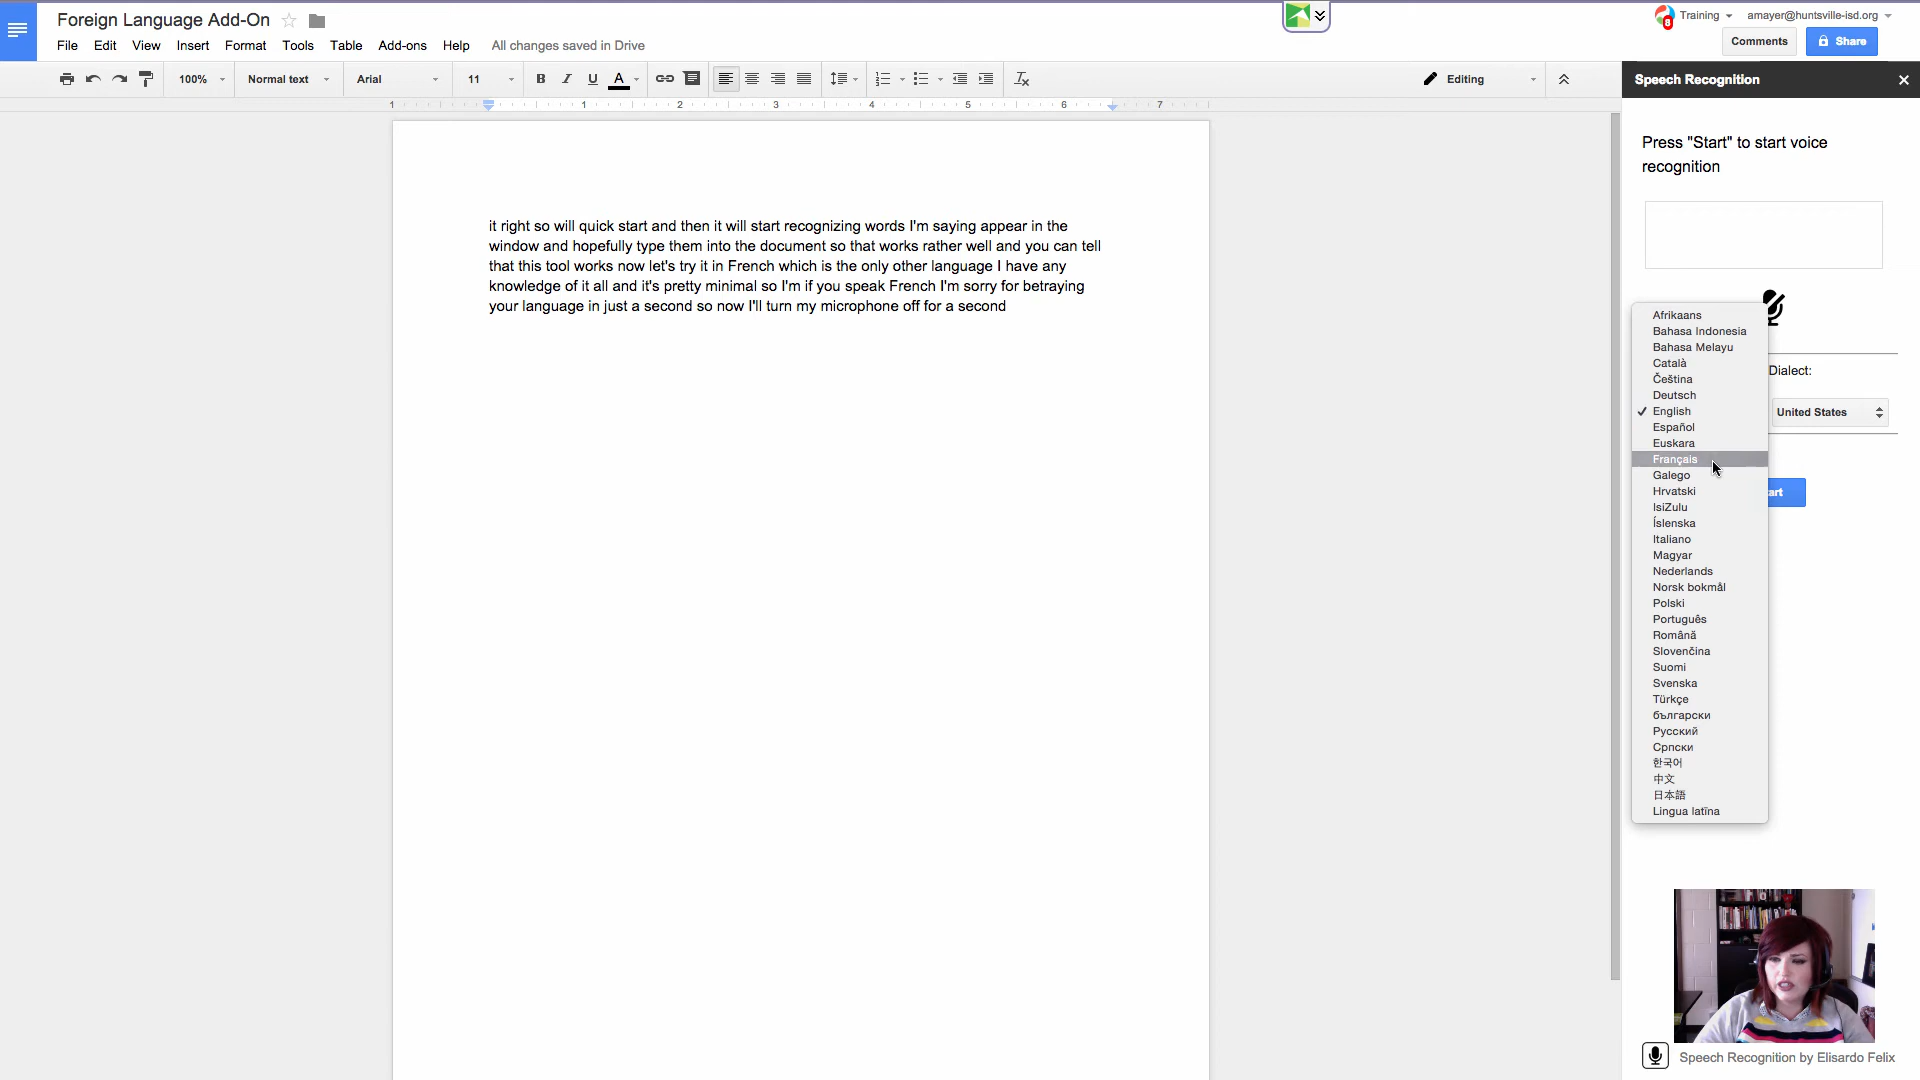 Foreign Language Add-On
Training
amayer@huntsville-isd.org
File Edit View Insert Format Tools Table Add-ons Help All changes saved in Drive
Comments
Share
100% Normal text Arial 11 B I U A Editing
Speech Recognition
1 1 2 3 4 5 6 7
Press "Start" to start voice
recognition
it right so will quick start and then it will start recognizing words I'm saying appear in the
window and hopefully type them into the document so that works rather well and you can tell
that this tool works now let's try it in French which is the only other language I have any
knowledge of it all and it's pretty minimal so I'm if you speak French I'm sorry for betraying
your language in just a second so now I'll turn my microphone off for a second
Afrikaans
Bahasa Indonesia
Bahasa Melayu
Català
Čeština
Deutsch
English
Español
Euskara
Français
Galego
Hrvatski
IsiZulu
Íslenska
Italiano
Magyar
Nederlands
Norsk bokmål
Polski
Português
Română
Slovenčina
Suomi
Svenska
Türkçe
български
Русский
Српски
한국어
中文
日本語
Lingua latīna
Dialect:
United States
art
Speech Recognition by Elisardo Felix